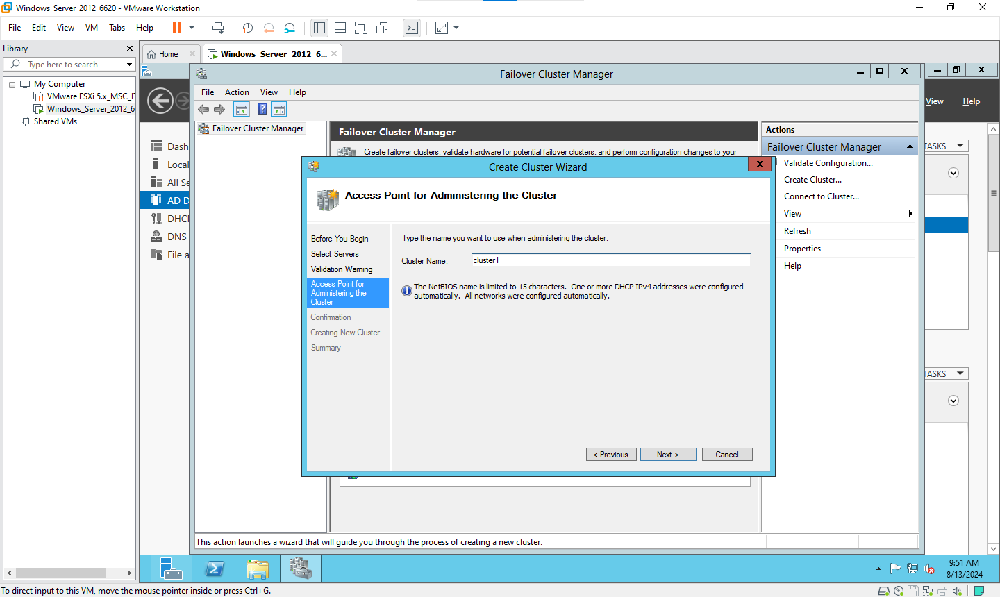 Windows_Server_2012_6620 - VMware Workstation
File Edit View VM Tabs Help
Library
Type here to search
My Computer
VMware ESXi 5.x_MSC_I
Windows_Server_2012_6
Shared VMs
Home
Windows_Server_2012_6...
Failover Cluster Manager
File Action View Help
Failover Cluster Manager
Failover Cluster Manager
Create failover clusters, validate hardware for potential failover clusters, and perform configuration changes to your
Actions
Failover Cluster Manager
Validate Configuration...
Create Cluster...
Connect to Cluster...
View
Refresh
Properties
Help
View Help
TASKS
TASKS
Dash
Local
All Se
AD D
DHCP
DNS
File a
Create Cluster Wizard
Access Point for Administering the Cluster
Before You Begin
Select Servers
Validation Warning
Access Point for
Administering the
Cluster
Confirmation
Creating New Cluster
Summary
Type the name you want to use when administering the cluster.
Cluster Name: cluster1
The NetBIOS name is limited to 15 characters. One or more DHCP IPv4 addresses were configured
automatically. All networks were configured automatically.
< Previous Next > Cancel
This action launches a wizard that will guide you through the process of creating a new cluster.
9:51 AM
8/13/2024
To direct input to this VM, move the mouse pointer inside or press Ctrl+G.